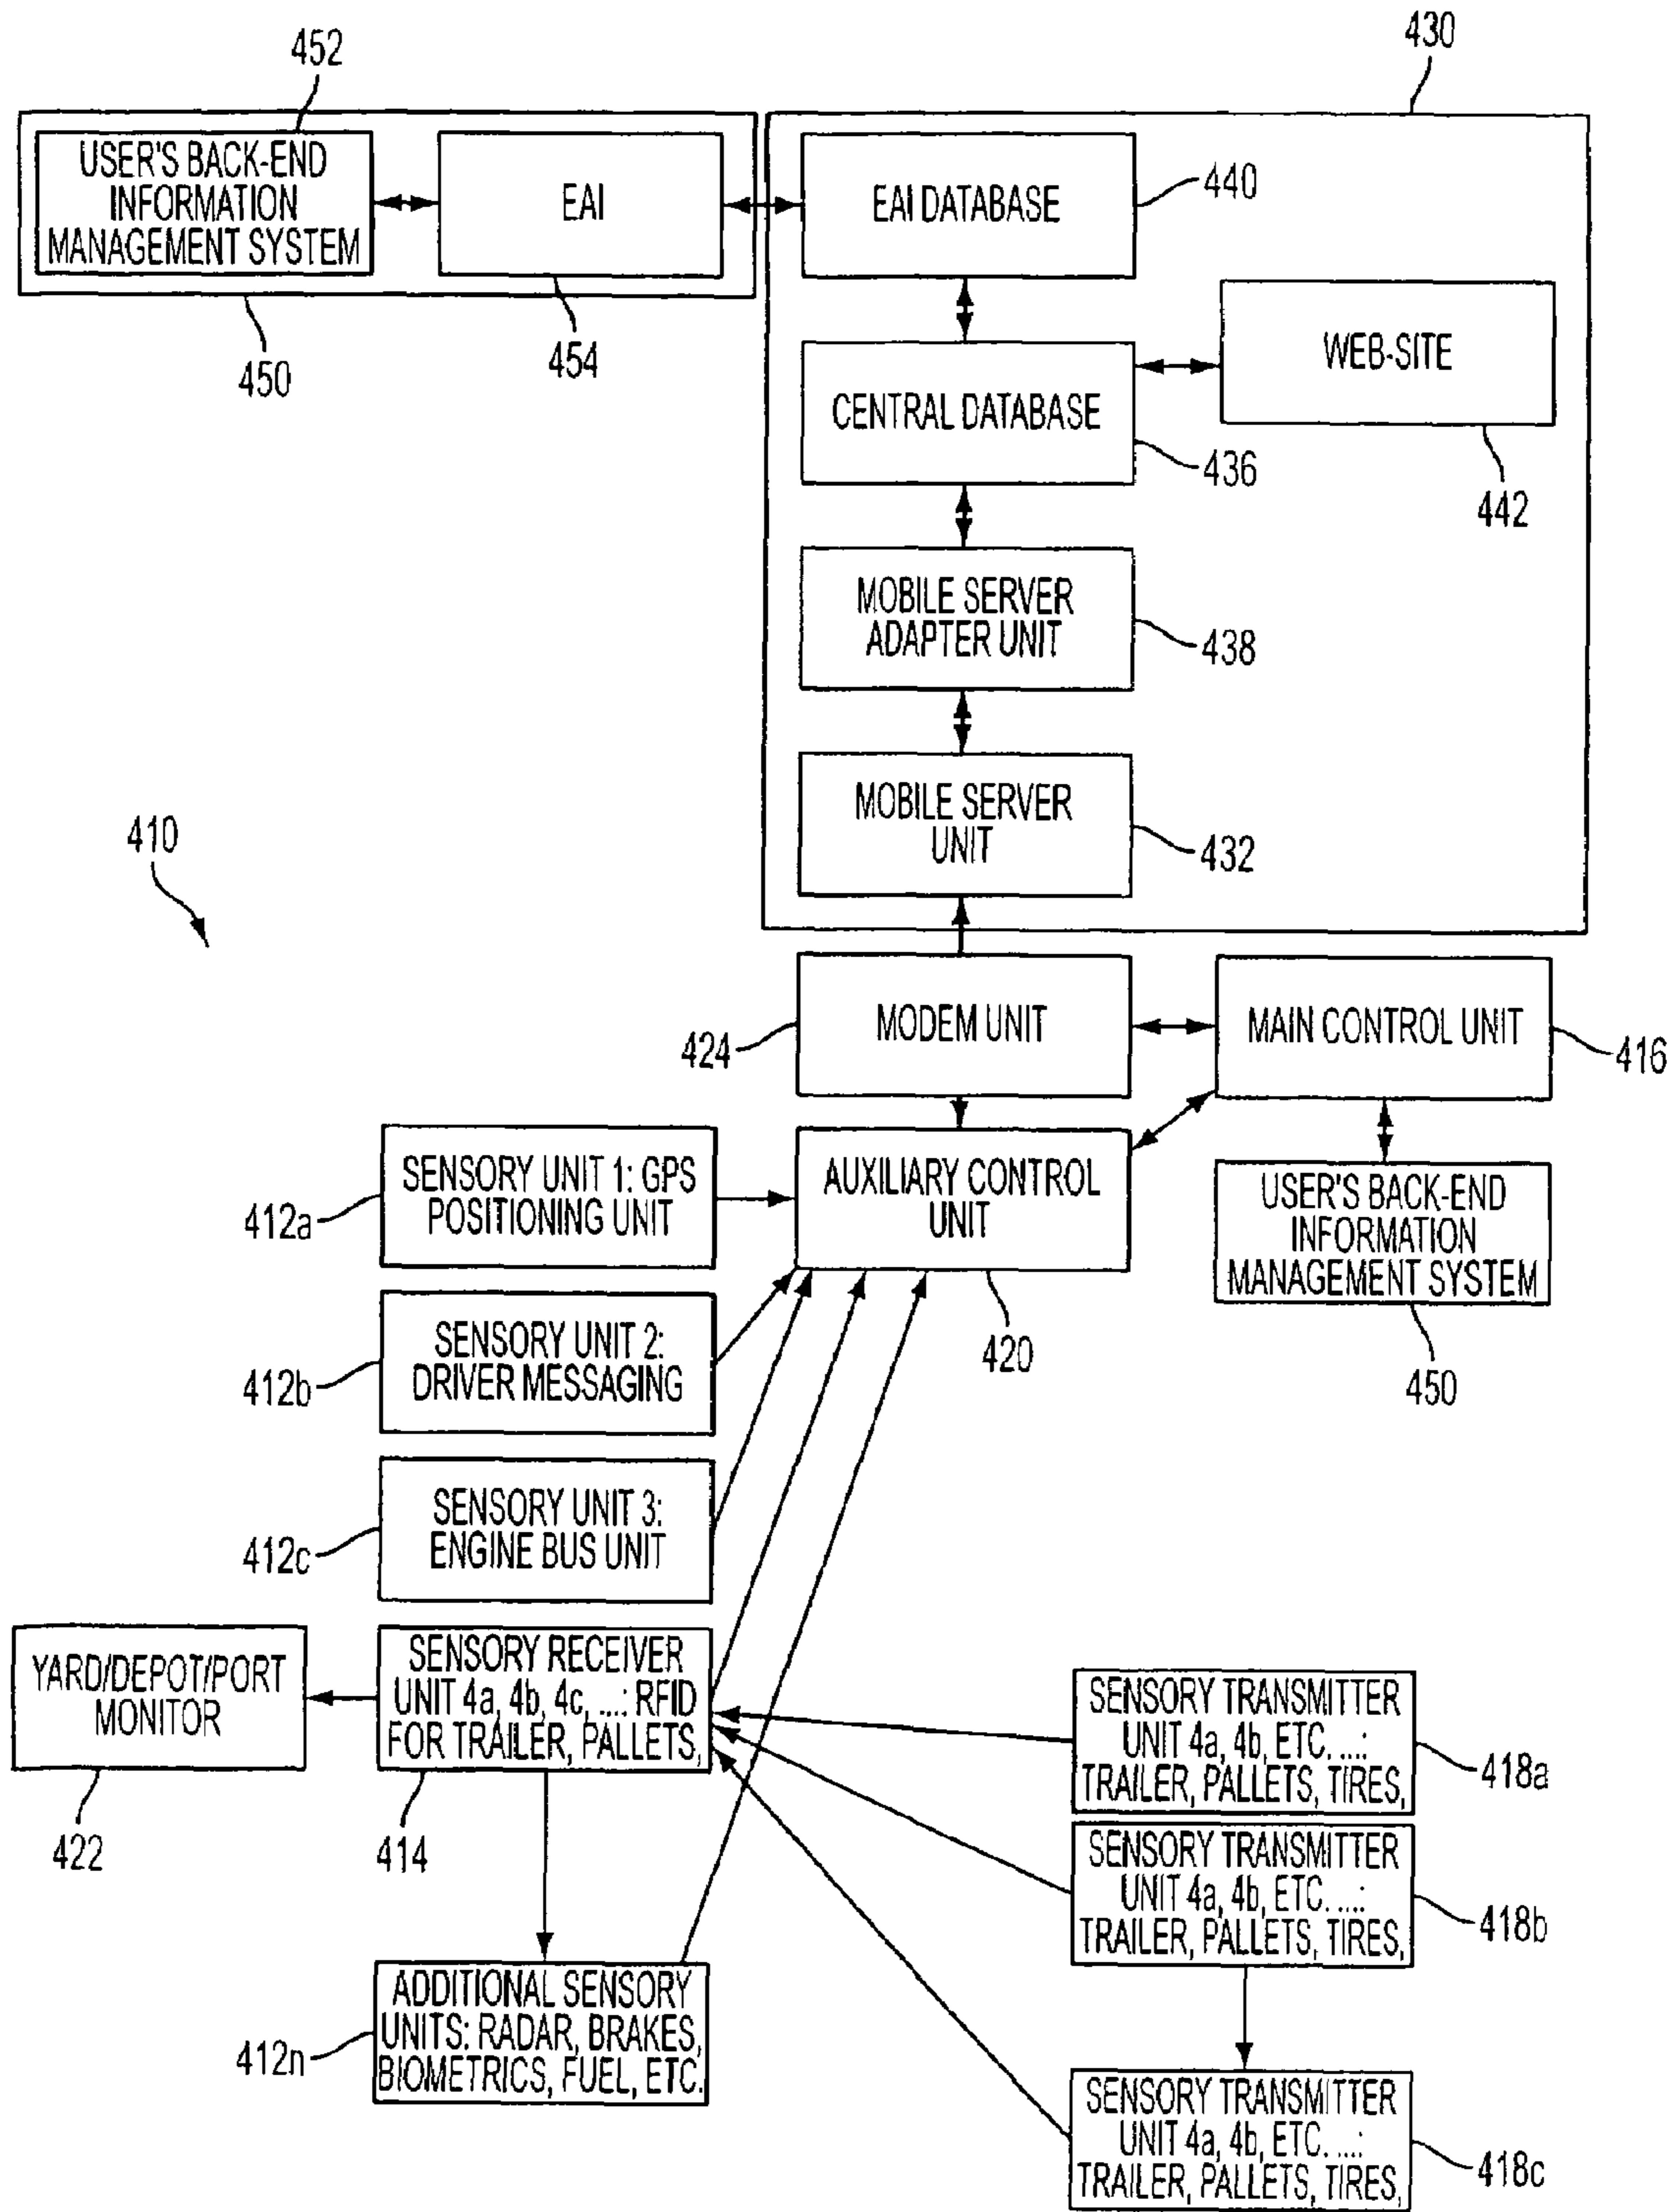 452
430
USER'S BACK-END
INFORMATION
MANAGEMENT SYSTEM
EAI
EAI DATABASE
440
450
454
WEB-SITE
CENTRAL DATABASE
436
442
MOBILE SERVER
ADAPTER UNIT
438
MOBILE SERVER
UNIT
432
410
MODEM UNIT
424
MAIN CONTROL UNIT
416
SENSORY UNIT 1: GPS
POSITIONING UNIT
412a
AUXILIARY CONTROL
UNIT
420
USER'S BACK-END
INFORMATION
MANAGEMENT SYSTEM
450
SENSORY UNIT 2:
DRIVER MESSAGING
412b
SENSORY UNIT 3:
ENGINE BUS UNIT
412c
YARD/DEPOT/PORT
MONITOR
422
SENSORY RECEIVER
UNIT 4a, 4b, 4c, ....: RFID
FOR TRAILER, PALLETS,
414
SENSORY TRANSMITTER
UNIT 4a, 4b, ETC. ....:
TRAILER, PALLETS, TIRES,
418a
SENSORY TRANSMITTER
UNIT 4a, 4b, ETC. ....:
TRAILER, PALLETS, TIRES,
418b
ADDITIONAL SENSORY
UNITS: RADAR, BRAKES,
BIOMETRICS, FUEL, ETC.
412n
SENSORY TRANSMITTER
UNIT 4a, 4b, ETC. ....:
TRAILER, PALLETS, TIRES,
418c